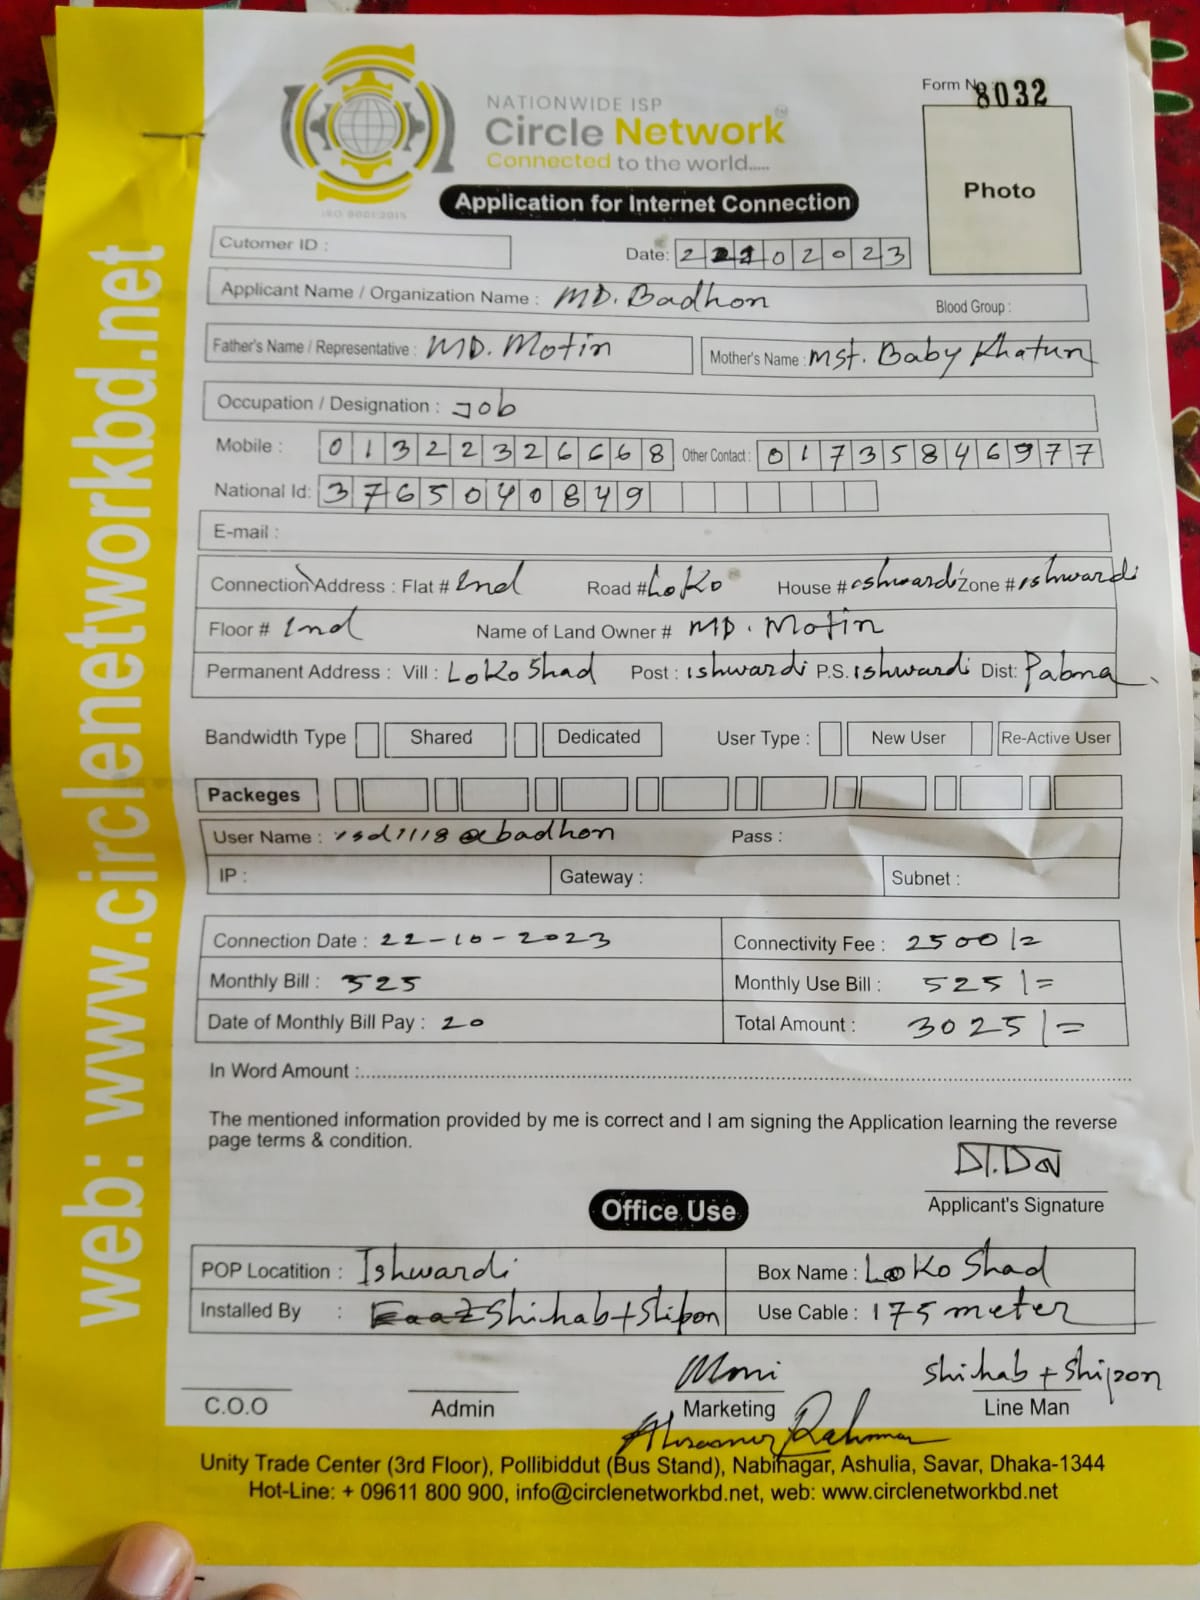 Form No 8032
NATIONWIDE ISP
Circle Network
Connected to the world.....
ISO 9001:2015
Application for Internet Connection
Photo
Cutomer ID :
Date: 22102023
Applicant Name / Organization Name : MD. Badhon Blood Group :
Father's Name / Representative : MD. Motin Mother's Name : MST. Baby Khatun
Occupation / Designation : Job
Mobile : 01322326668 Other Contact : 01735846977
National Id: 3765040849
E-mail :
Connection Address : Flat # 2nd Road # Loko House # ishwardi Zone # ishwardi
Floor # 2nd Name of Land Owner # MD. Motin
Permanent Address : Vill : Loko Shad Post : ishwardi P.S. ishwardi Dist: Pabna
Bandwidth Type Shared Dedicated User Type : New User Re-Active User
Packeges
User Name : isd1118@badhon Pass :
IP : Gateway : Subnet :
Connection Date : 22-10-2023 Connectivity Fee : 2500/=
Monthly Bill : 525 Monthly Use Bill : 525/=
Date of Monthly Bill Pay : 20 Total Amount : 3025/=
In Word Amount :
The mentioned information provided by me is correct and I am signing the Application learning the reverse
page terms & condition.
Applicant's Signature
Office Use
POP Locatition : Ishwardi Box Name : Loko Shad
Installed By : Shihab + Shipon Use Cable : 175 meter
Moni Shihab + Shipon
C.O.O Admin Marketing Line Man
Rahman
Unity Trade Center (3rd Floor), Pollibiddut (Bus Stand), Nabinagar, Ashulia, Savar, Dhaka-1344
Hot-Line: + 09611 800 900, info@circlenetworkbd.net, web: www.circlenetworkbd.net
web: www.circlenetworkbd.net